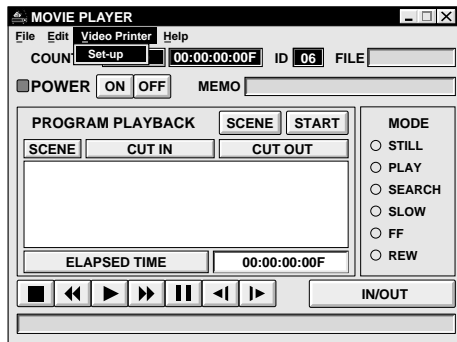 MOVIE PLAYER
File Edit Video Printer Help
Set-up
COUN 00:00:00:00F ID 06 FILE
POWER ON OFF MEMO
PROGRAM PLAYBACK SCENE START
SCENE CUT IN CUT OUT
ELAPSED TIME 00:00:00:00F
MODE
STILL
PLAY
SEARCH
SLOW
FF
REW
IN/OUT